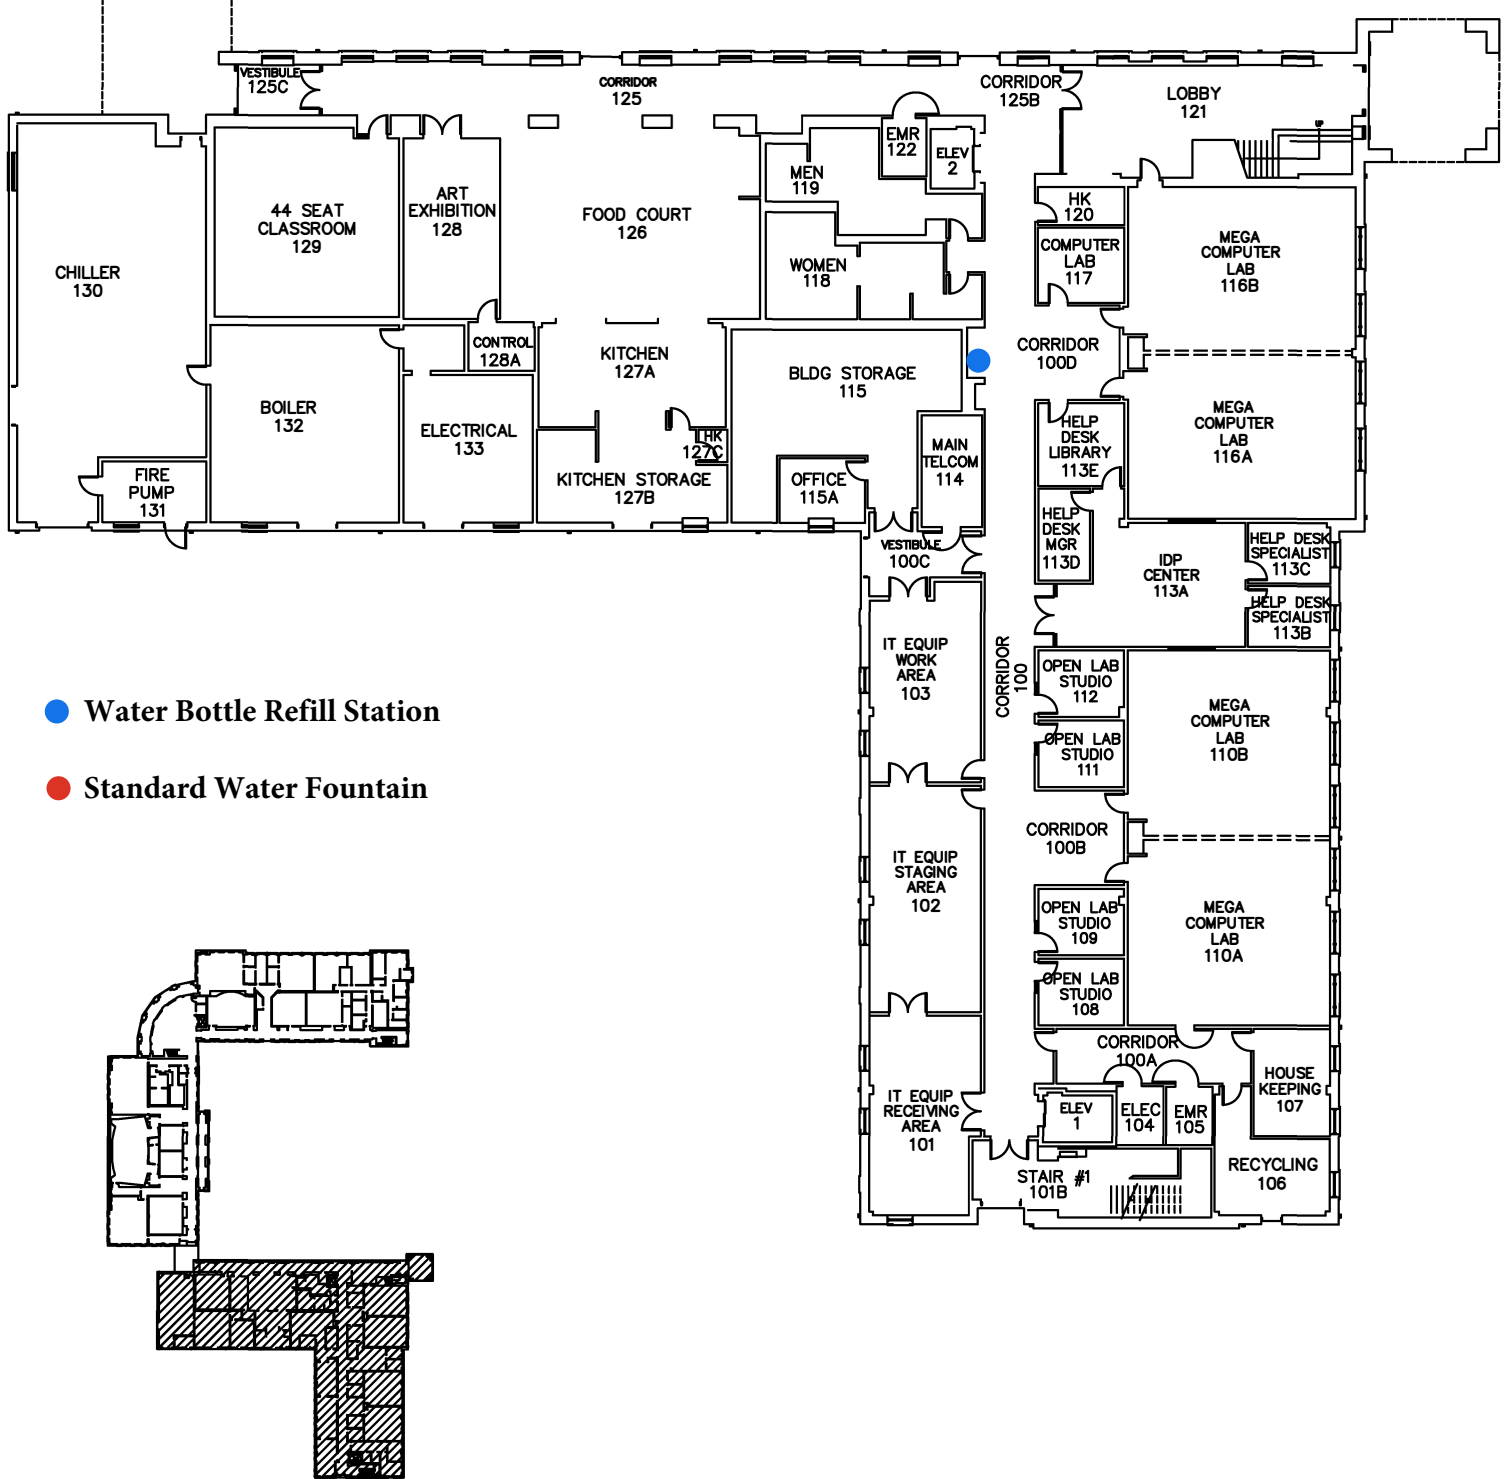 VESTIBULE
125C
CORRIDOR
125
CORRIDOR
125B
LOBBY
121
UP
EMR
122
ELEV
2
MEN
119
ART
EXHIBITION
128
44 SEAT
CLASSROOM
129
FOOD COURT
126
HK
120
COMPUTER
LAB
117
MEGA
COMPUTER
LAB
116B
CHILLER
130
WOMEN
118
CONTROL
128A
KITCHEN
127A
BLDG STORAGE
115
CORRIDOR
100D
BOILER
132
ELECTRICAL
133
HK
127C
MAIN
TELCOM
114
HELP
DESK
LIBRARY
113E
MEGA
COMPUTER
LAB
116A
FIRE
PUMP
131
KITCHEN STORAGE
127B
OFFICE
115A
HELP
DESK
MGR
113D
VESTIBULE
100C
IDP
CENTER
113A
HELP DESK
SPECIALIST
113C
HELP DESK
SPECIALIST
113B
IT EQUIP
WORK
AREA
103
CORRIDOR
100
OPEN LAB
STUDIO
112
OPEN LAB
STUDIO
111
MEGA
COMPUTER
LAB
110B
Water Bottle Refill Station
Standard Water Fountain
CORRIDOR
100B
IT EQUIP
STAGING
AREA
102
OPEN LAB
STUDIO
109
OPEN LAB
STUDIO
108
MEGA
COMPUTER
LAB
110A
CORRIDOR
100A
HOUSE
KEEPING
107
IT EQUIP
RECEIVING
AREA
101
ELEV
1
ELEC
104
EMR
105
STAIR #1
101B
RECYCLING
106